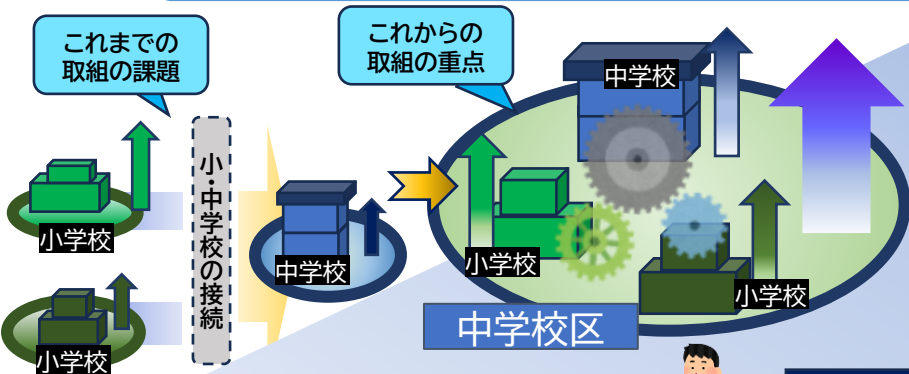 これまでの
取組の課題
小学校
小学校
小・中学校の接続
中学校
これからの
取組の重点
中学校
小学校
小学校
中学校区